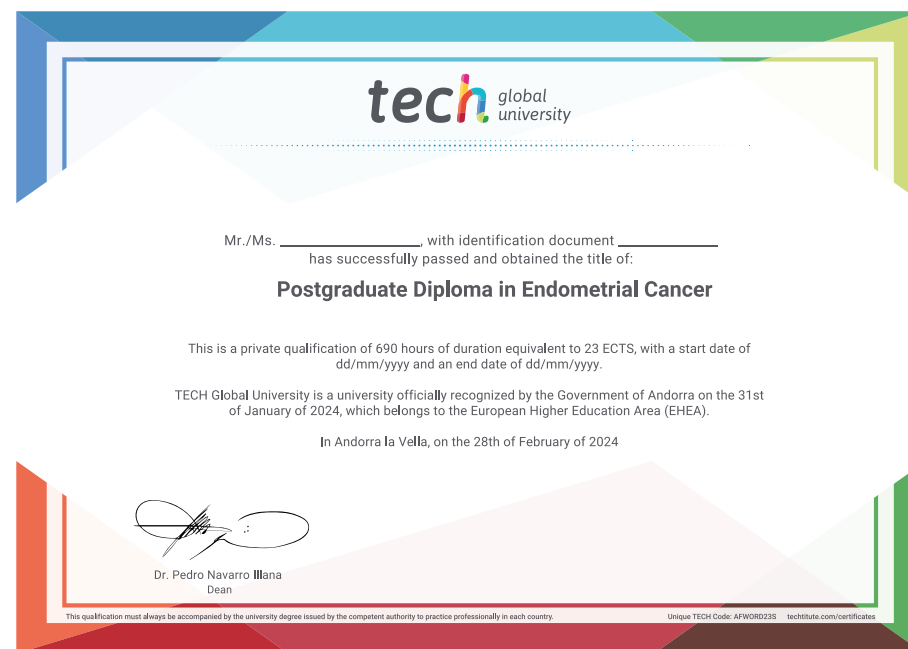 tech global university
Mr./Ms. ____________________, with identification document ______________
has successfully passed and obtained the title of:
Postgraduate Diploma in Endometrial Cancer
This is a private qualification of 690 hours of duration equivalent to 23 ECTS, with a start date of
dd/mm/yyyy and an end date of dd/mm/yyyy.
TECH Global University is a university officially recognized by the Government of Andorra on the 31st
of January of 2024, which belongs to the European Higher Education Area (EHEA).
In Andorra la Vella, on the 28th of February of 2024
Dr. Pedro Navarro Illana
Dean
This qualification must always be accompanied by the university degree issued by the competent authority to practice professionally in each country.
Unique TECH Code: AFWORD23S techtitute.com/certificates